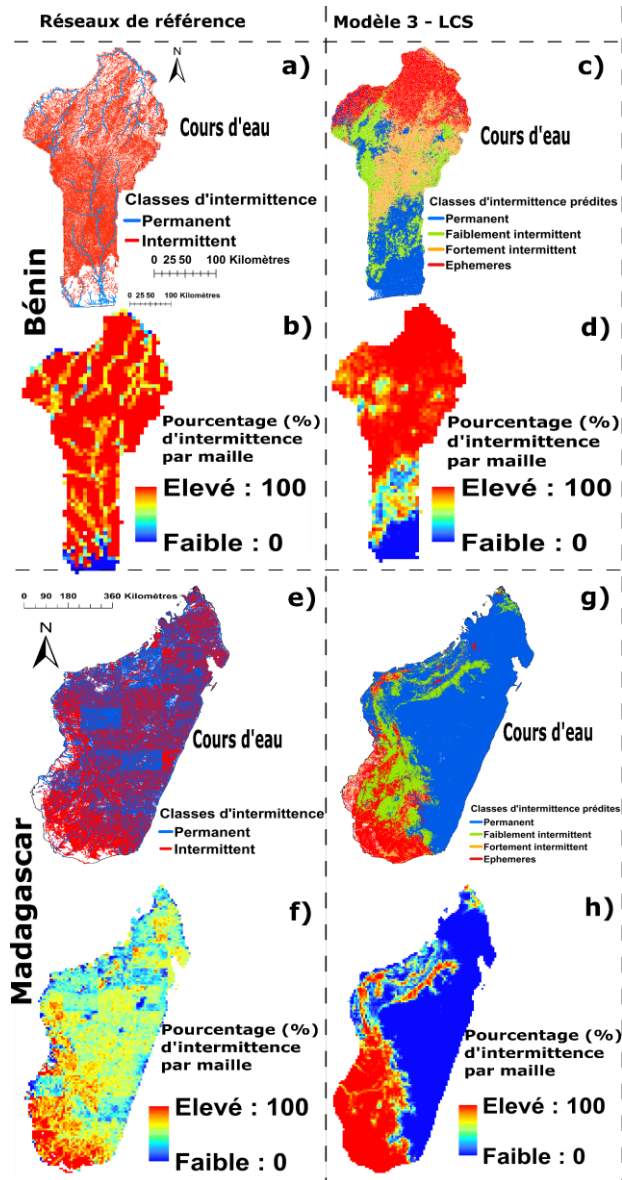 Réseaux de référence
Modèle 3 - LCS
Bénin
N
a)
Cours d'eau
Classes d'intermittence
Permanent
Intermittent
0 25 50 100 Kilomètres
0 25 50 100 Kilomètres
c)
Cours d'eau
Classes d'intermittence prédites
Permanent
Faiblement intermittent
Fortement intermittent
Ephemeres
b)
Pourcentage (%)
d'intermittence
par maille
Elevé : 100
Faible : 0
d)
Pourcentage (%)
d'intermittence
par maille
Elevé : 100
Faible : 0
Madagascar
0 90 180 360 Kilomètres
N
e)
Cours d'eau
Classes d'intermittence
Permanent
Intermittent
g)
Cours d'eau
Classes d'intermittence prédites
Permanent
Faiblement intermittent
Fortement intermittent
Ephemeres
f)
Pourcentage (%)
d'intermittence
par maille
Elevé : 100
Faible : 0
h)
Pourcentage (%)
d'intermittence
par maille
Elevé : 100
Faible : 0